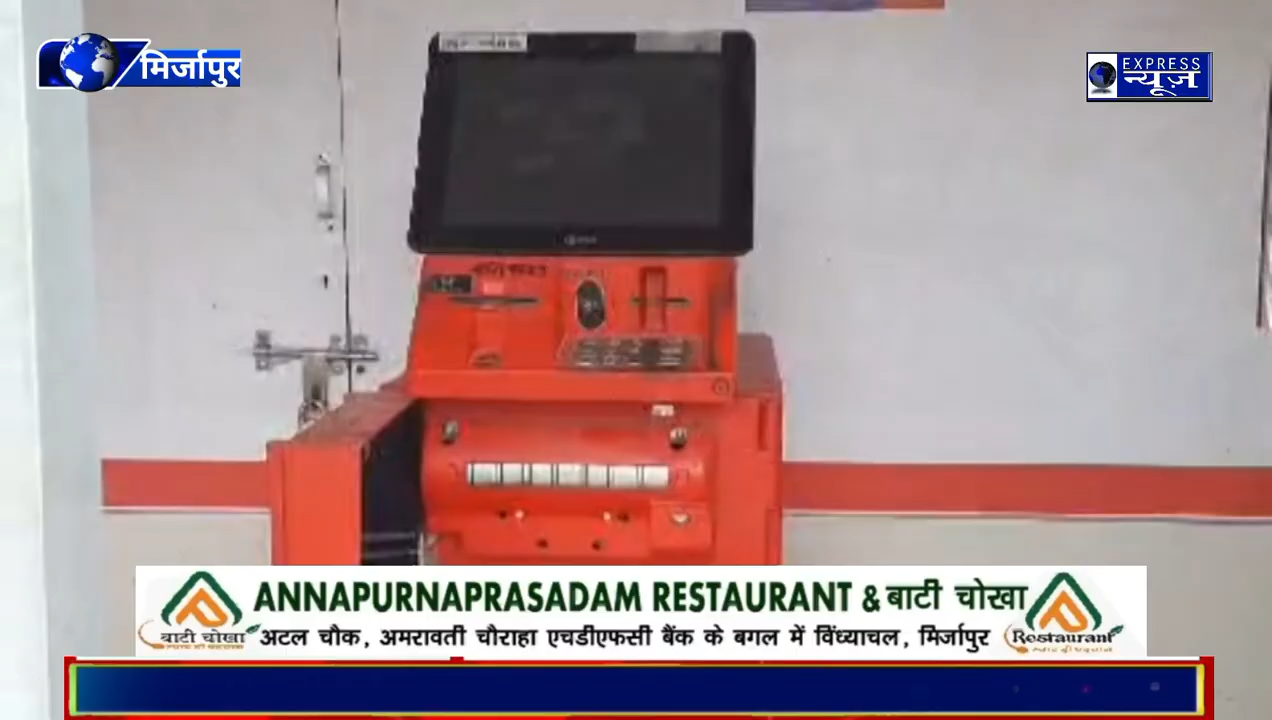 मिर्जापुर
EXPRESS
न्यूज़
ANNAPURNAPRASADAM RESTAURANT & बाटी चोखा
बाटी चोखा
अटल चौक, अमरावती चौराहा एचडीएफसी बैंक के बगल में विंध्याचल, मिर्जापुर
Restaurant